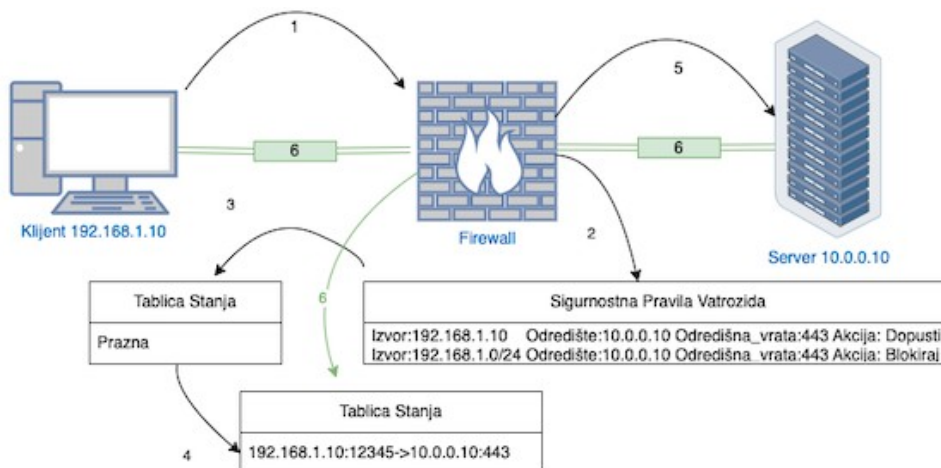 1
5
6
6
Klijent 192.168.1.10
3
Firewall
2
Server 10.0.0.10
6
Tablica Stanja
Prazna
Sigurnostna Pravila Vatrozida
Izvor:192.168.1.10 Odredište:10.0.0.10 Odredišna_vrata:443 Akcija: Dopusti
Izvor:192.168.1.0/24 Odredište:10.0.0.10 Odredišna_vrata:443 Akcija: Blokiraj
4
Tablica Stanja
192.168.1.10:12345->10.0.0.10:443